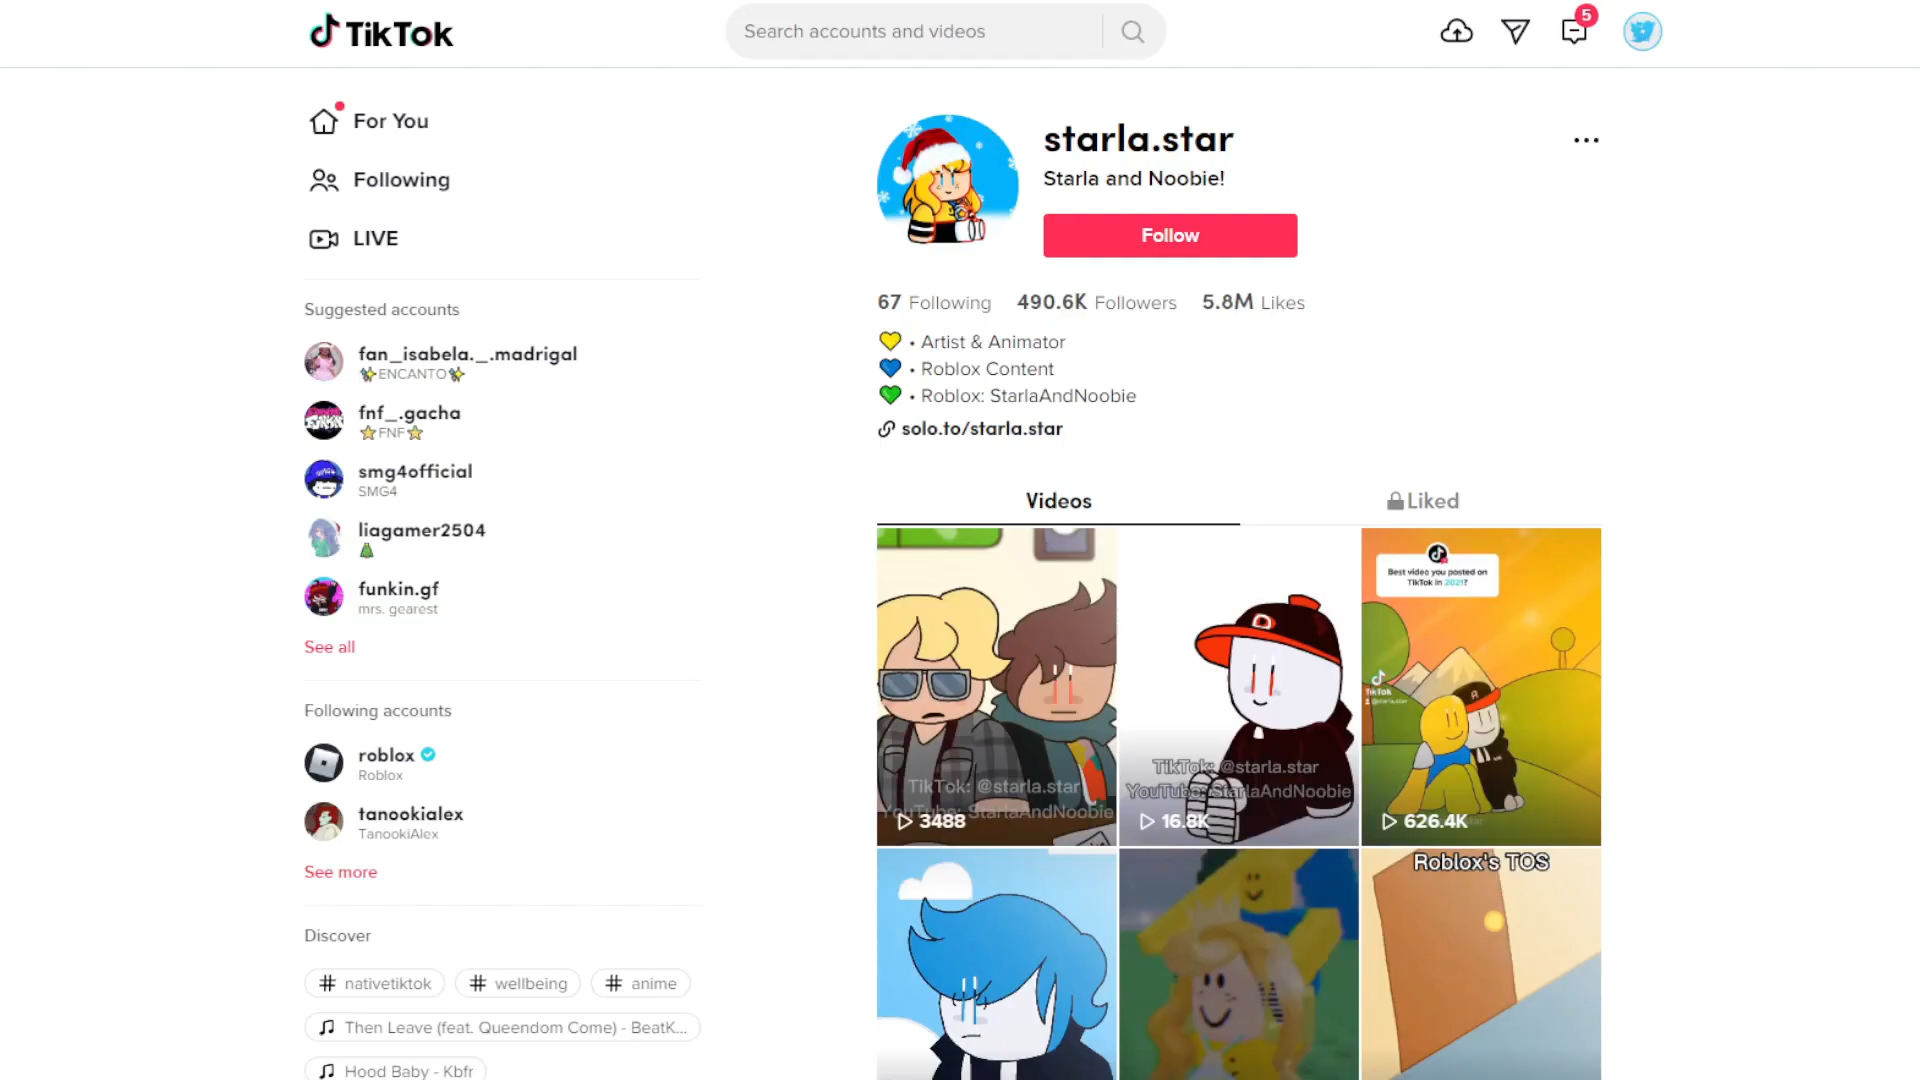 TikTok
Search accounts and videos
5
For You
Following
LIVE
Suggested accounts
fan_isabela._.madrigal
✨ENCANTO✨
fnf_.gacha
⭐FNF⭐
smg4official
SMG4
liagamer2504
funkin.gf
mrs. gearest
See all
Following accounts
roblox
Roblox
tanookialex
TanookiAlex
See more
Discover
# nativetiktok
# wellbeing
# anime
Then Leave (feat. Queendom Come) - BeatK...
Hood Baby - Kbfr
starla.star
Starla and Noobie!
Follow
67 Following 490.6K Followers 5.8M Likes
💛 • Artist & Animator
💙 • Roblox Content
💚 • Roblox: StarlaAndNoobie
solo.to/starla.star
Videos
Liked
TikTok: @starla.star
YouTube: StarlaAndNoobie
3488
TikTok: @starla.star
YouTube: StarlaAndNoobie
16.8K
Best video you posted on
TikTok in 2021?
TikTok
@starla.star
626.4K
Roblox's TOS